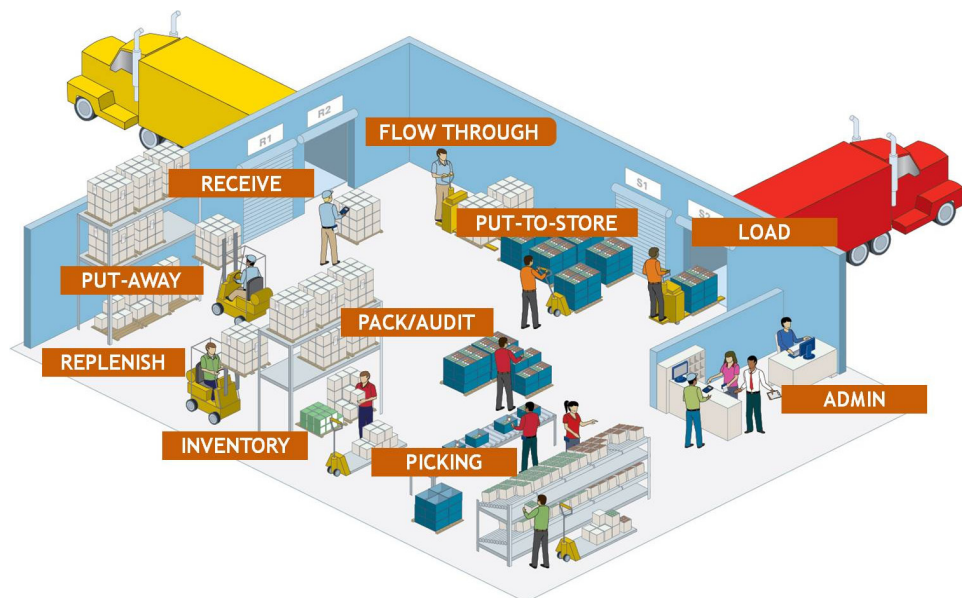 R2
R1
FLOW THROUGH
RECEIVE
S1
PUT-TO-STORE
S2
LOAD
PUT-AWAY
PACK/AUDIT
REPLENISH
ADMIN
INVENTORY
PICKING